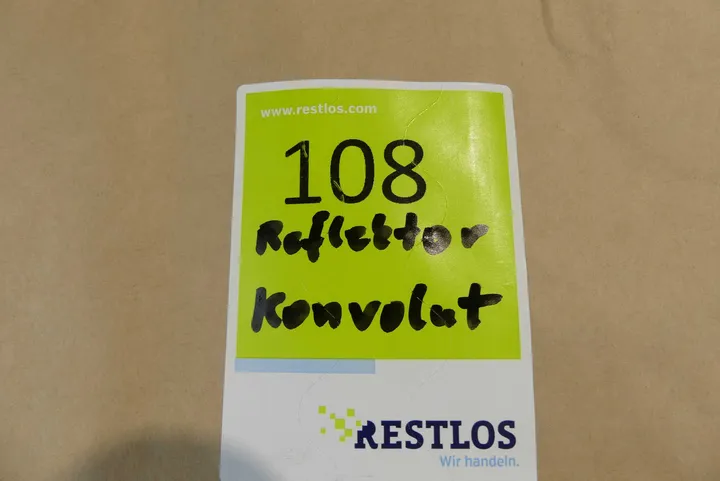 www.restlos.com
108
Reflektor
Konvolut
RESTLOS
Wir handeln.